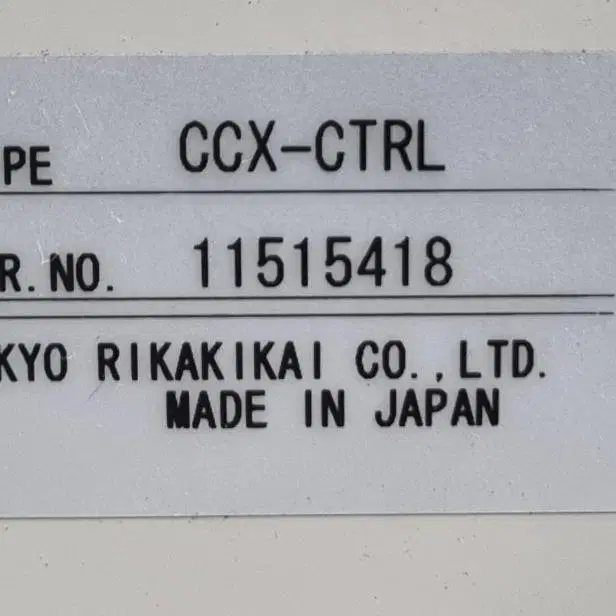 PE CCX-CTRL
R.NO. 11515418
KYO RIKAKIKAI CO.,LTD.
MADE IN JAPAN